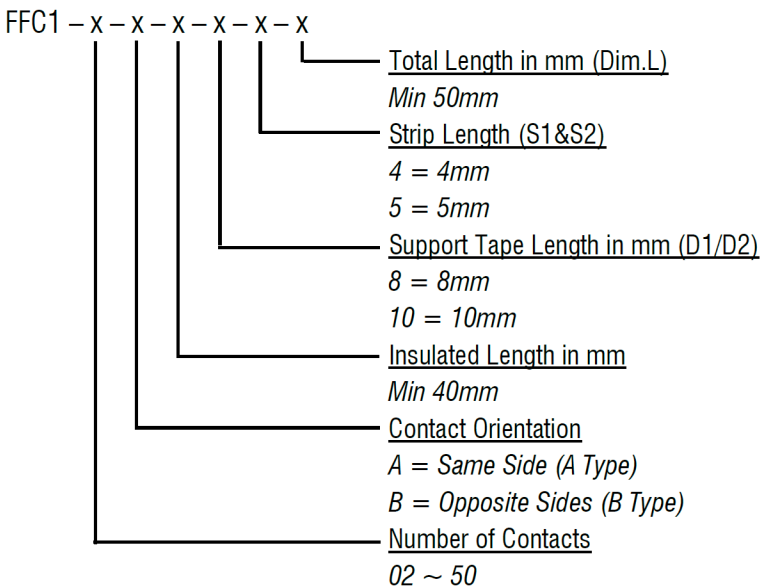 FFC1 – x – x – x – x – x – x
Total Length in mm (Dim.L)
Min 50mm
Strip Length (S1&S2)
4 = 4mm
5 = 5mm
Support Tape Length in mm (D1/D2)
8 = 8mm
10 = 10mm
Insulated Length in mm
Min 40mm
Contact Orientation
A = Same Side (A Type)
B = Opposite Sides (B Type)
Number of Contacts
02 ~ 50